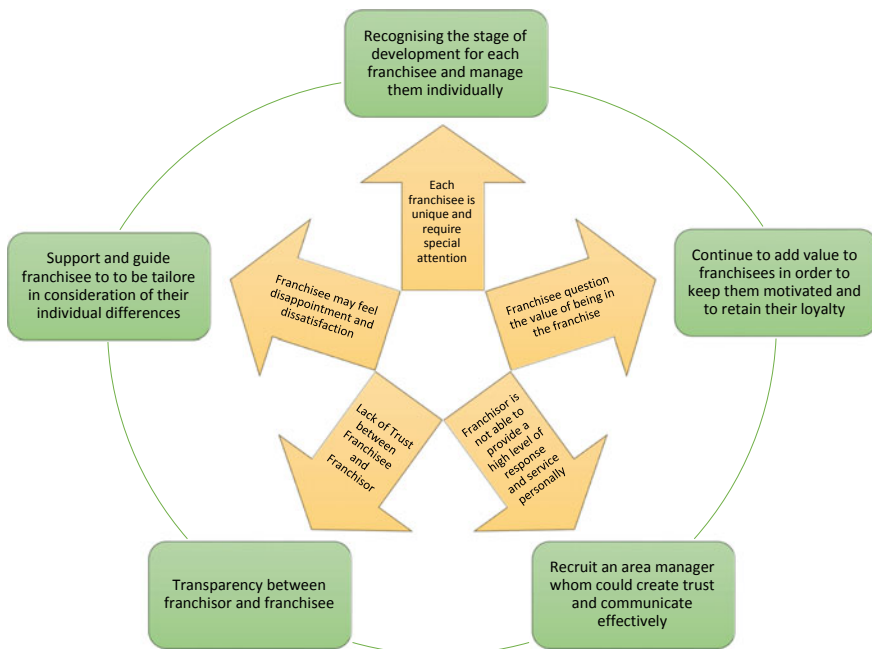 Recognising the stage of
development for each
franchisee and manage
them individually
Each
franchisee is
unique and
require
special
attention
Support and guide
franchisee to to be tailore
in consideration of their
individual differences
Franchisee may feel
disappointment and
dissatisfaction
Franchisee question
the value of being in
the franchise
Continue to add value to
franchisees in order to
keep them motivated and
to retain their loyalty
Lack of Trust
between
Franchisee
and
Franchisor
Franchisor is
not able to
provide a
high level of
response
and service
personally
Transparency between
franchisor and franchisee
Recruit an area manager
whom could create trust
and communicate
effectively